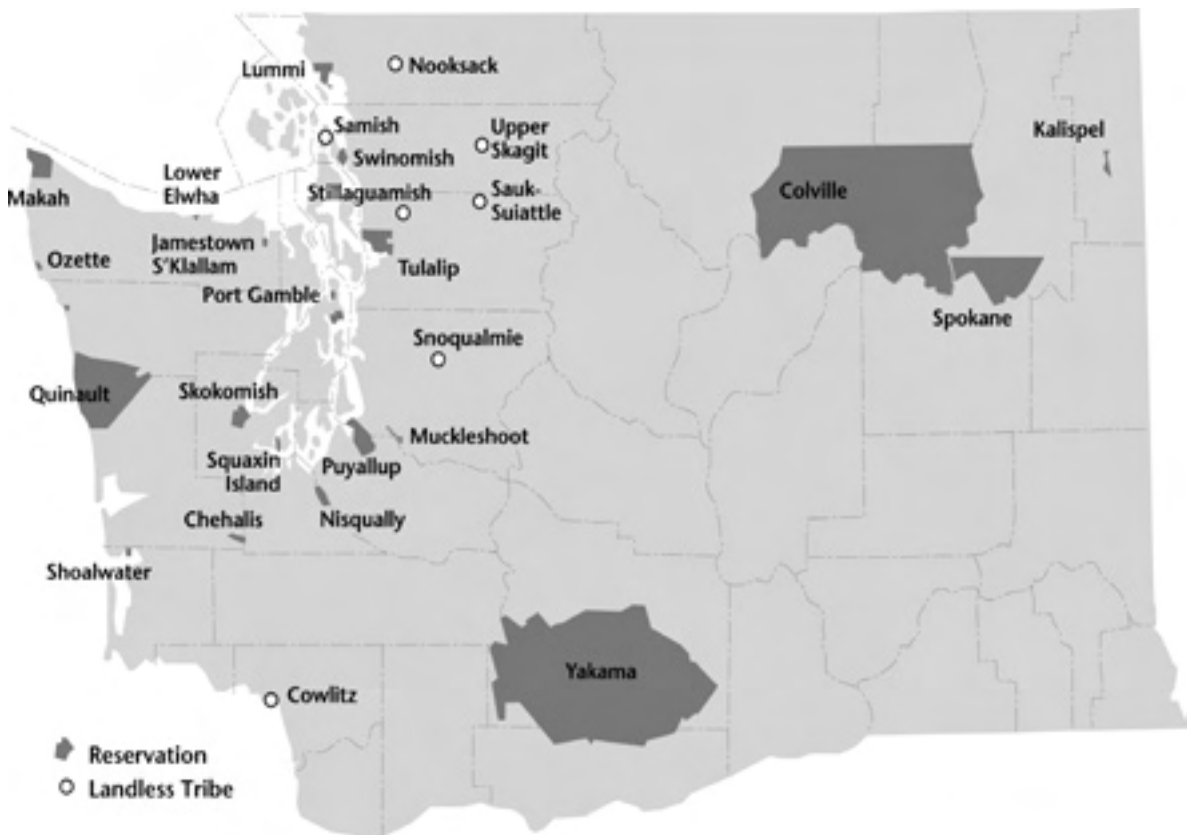 Lummi
Nooksack
Samish
Upper
Skagit
Kalispel
Swinomish
Lower
Elwha
Makah
Stillaguamish
Sauk-
Suiattle
Colville
Jamestown
S'Klallam
Ozette
Tulalip
Port Gamble
Spokane
Snoqualmie
Quinault
Skokomish
Muckleshoot
Squaxin
Island
Puyallup
Chehalis
Nisqually
Shoalwater
Yakama
Cowlitz
Reservation
Landless Tribe